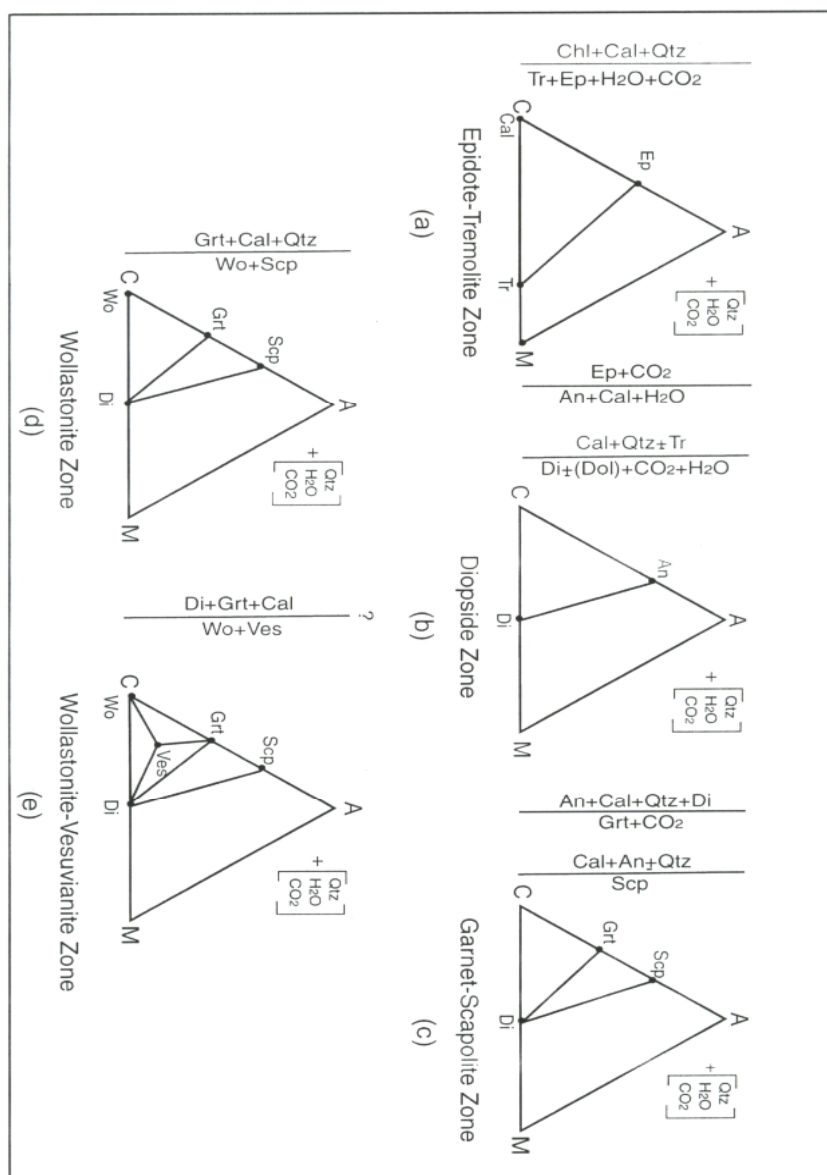 Chl+Cal+Qtz
Tr+Ep+H2O+CO2
C
Cal
Ep
A
Tr
M
+ [Qtz
H2O
CO2]
Epidote-Tremolite Zone
(a)
Ep+CO2
An+Cal+H2O
Cal+Qtz±Tr
Di±(Dol)+CO2+H2O
C
An
A
Di
M
+ [Qtz
H2O
CO2]
Diopside Zone
(b)
An+Cal+Qtz+Di
Grt+CO2
Cal+An±Qtz
Scp
C
Grt
Scp
A
Di
M
+ [Qtz
H2O
CO2]
Garnet-Scapolite Zone
(c)
Grt+Cal+Qtz
Wo+Scp
C
Wo
Grt
Scp
A
Di
M
+ [Qtz
H2O
CO2]
Wollastonite Zone
(d)
Di+Grt+Cal
Wo+Ves
?
C
Wo
Grt
Ves
Scp
A
Di
M
+ [Qtz
H2O
CO2]
Wollastonite-Vesuvianite Zone
(e)